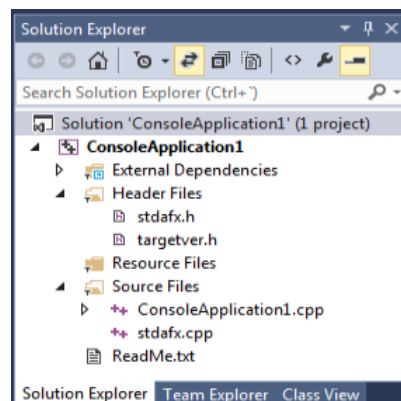 Solution Explorer
Search Solution Explorer (Ctrl+`)
Solution 'ConsoleApplication1' (1 project)
ConsoleApplication1
External Dependencies
Header Files
stdafx.h
targetver.h
Resource Files
Source Files
ConsoleApplication1.cpp
stdafx.cpp
ReadMe.txt
Solution Explorer Team Explorer Class View